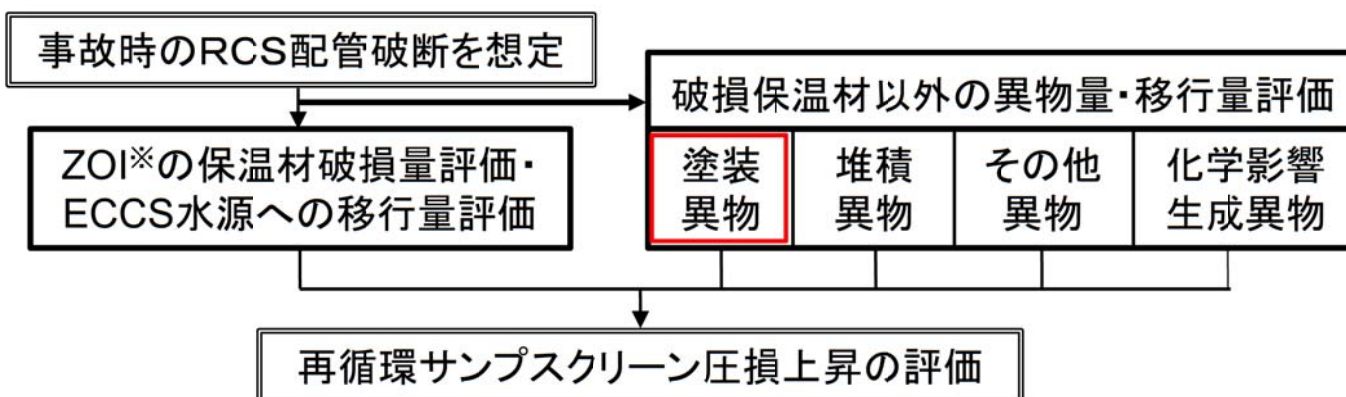 事故時のRCS配管破断を想定
破損保温材以外の異物量・移行量評価
ZOI※の保温材破損量評価・
ECCS水源への移行量評価
塗装
異物
堆積
異物
その他
異物
化学影響
生成異物
再循環サンプスクリーン圧損上昇の評価